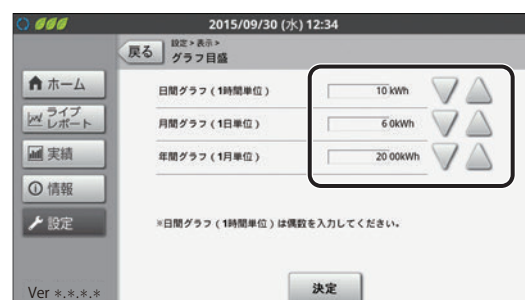 2015/09/30 (水) 12:34
戻る
設定 > 表示 >
グラフ目盛
ホーム
ライブ
レポート
実績
情報
設定
Ver *.*.*.*
日間グラフ ( 1時間単位 )
10 kWh
月間グラフ ( 1日単位 )
6 0kWh
年間グラフ ( 1月単位 )
20 00kWh
※日間グラフ ( 1時間単位 ) は偶数を入力してください。
決定